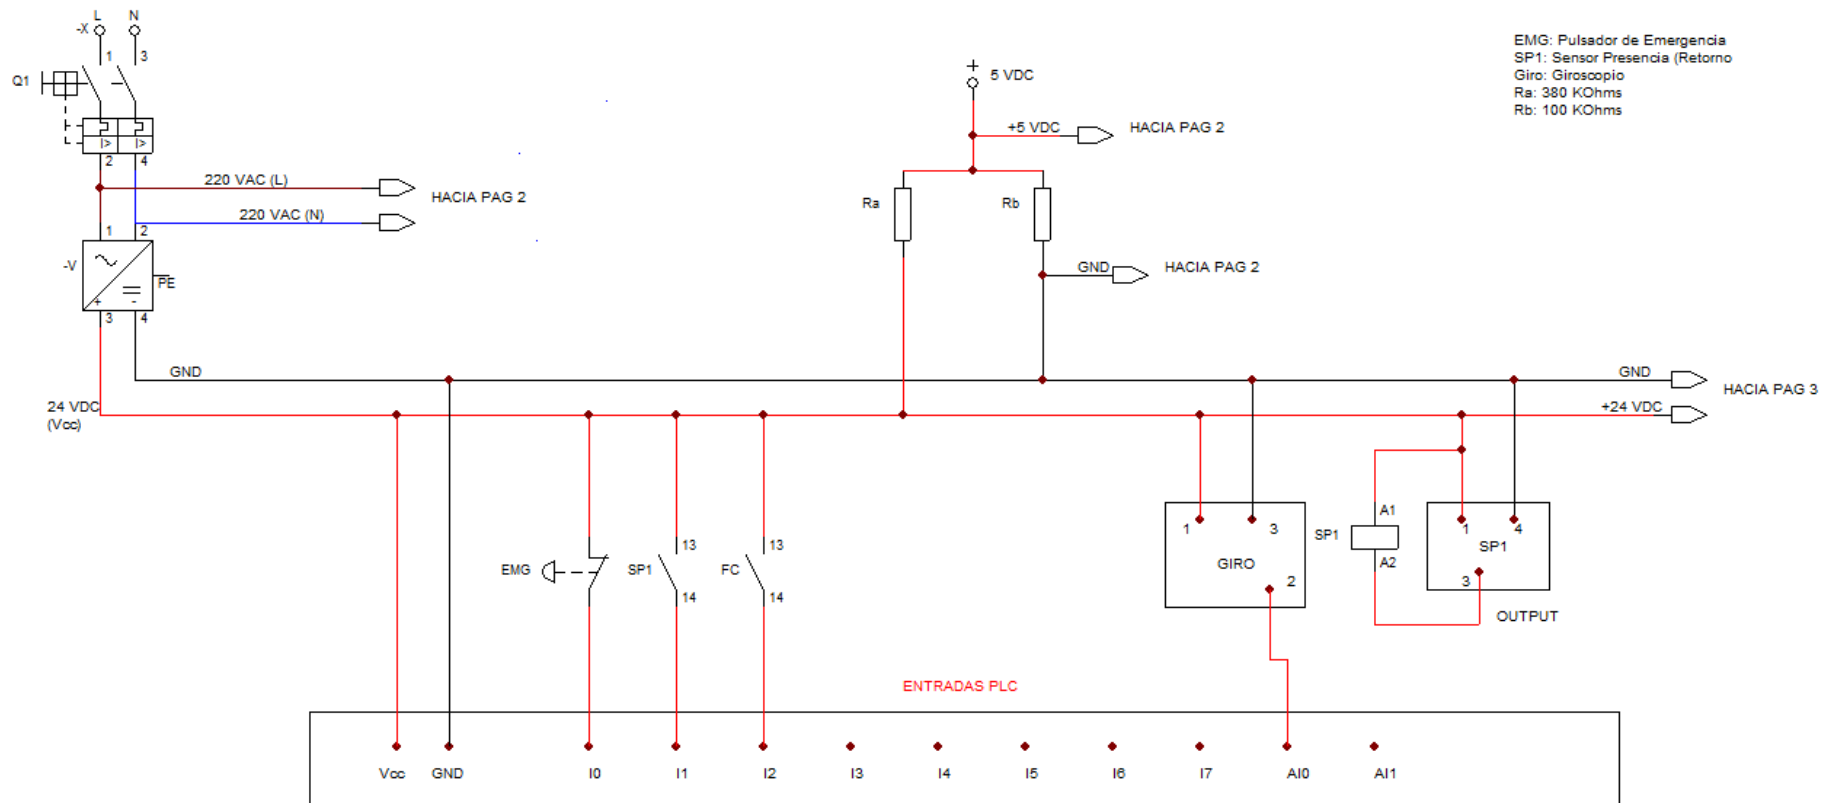 L
N
-X
1
3
Q1
I>
I>
2
4
220 VAC (L)
HACIA PAG 2
220 VAC (N)
1
2
-V
PE
+
-
3
4
GND
24 VDC
(Vcc)
+
5 VDC
+5 VDC
HACIA PAG 2
Ra
Rb
GND
HACIA PAG 2
EMG: Pulsador de Emergencia
SP1: Sensor Presencia (Retorno
Giro: Giroscopio
Ra: 380 KOhms
Rb: 100 KOhms
GND
HACIA PAG 3
+24 VDC
EMG
SP1
13
14
FC
13
14
1
3
GIRO
2
SP1
A1
A2
1
4
SP1
3
OUTPUT
ENTRADAS PLC
Vcc
GND
I0
I1
I2
I3
I4
I5
I6
I7
AI0
AI1